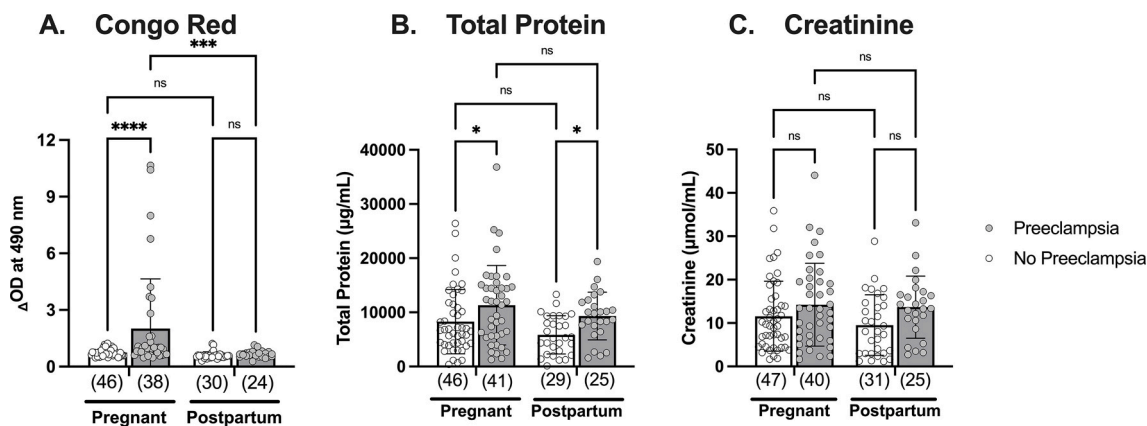 A. Congo Red
***
ns
****
ns
12
9
6
3
0
ΔOD at 490 nm
(46) (38) (30) (24)
Pregnant Postpartum
B. Total Protein
ns
ns
* *
40000
30000
20000
10000
0
Total Protein (μg/mL)
(46) (41) (29) (25)
Pregnant Postpartum
C. Creatinine
ns
ns
ns ns
50
40
30
20
10
0
Creatinine (μmol/mL)
(47) (40) (31) (25)
Pregnant Postpartum
Preeclampsia
No Preeclampsia